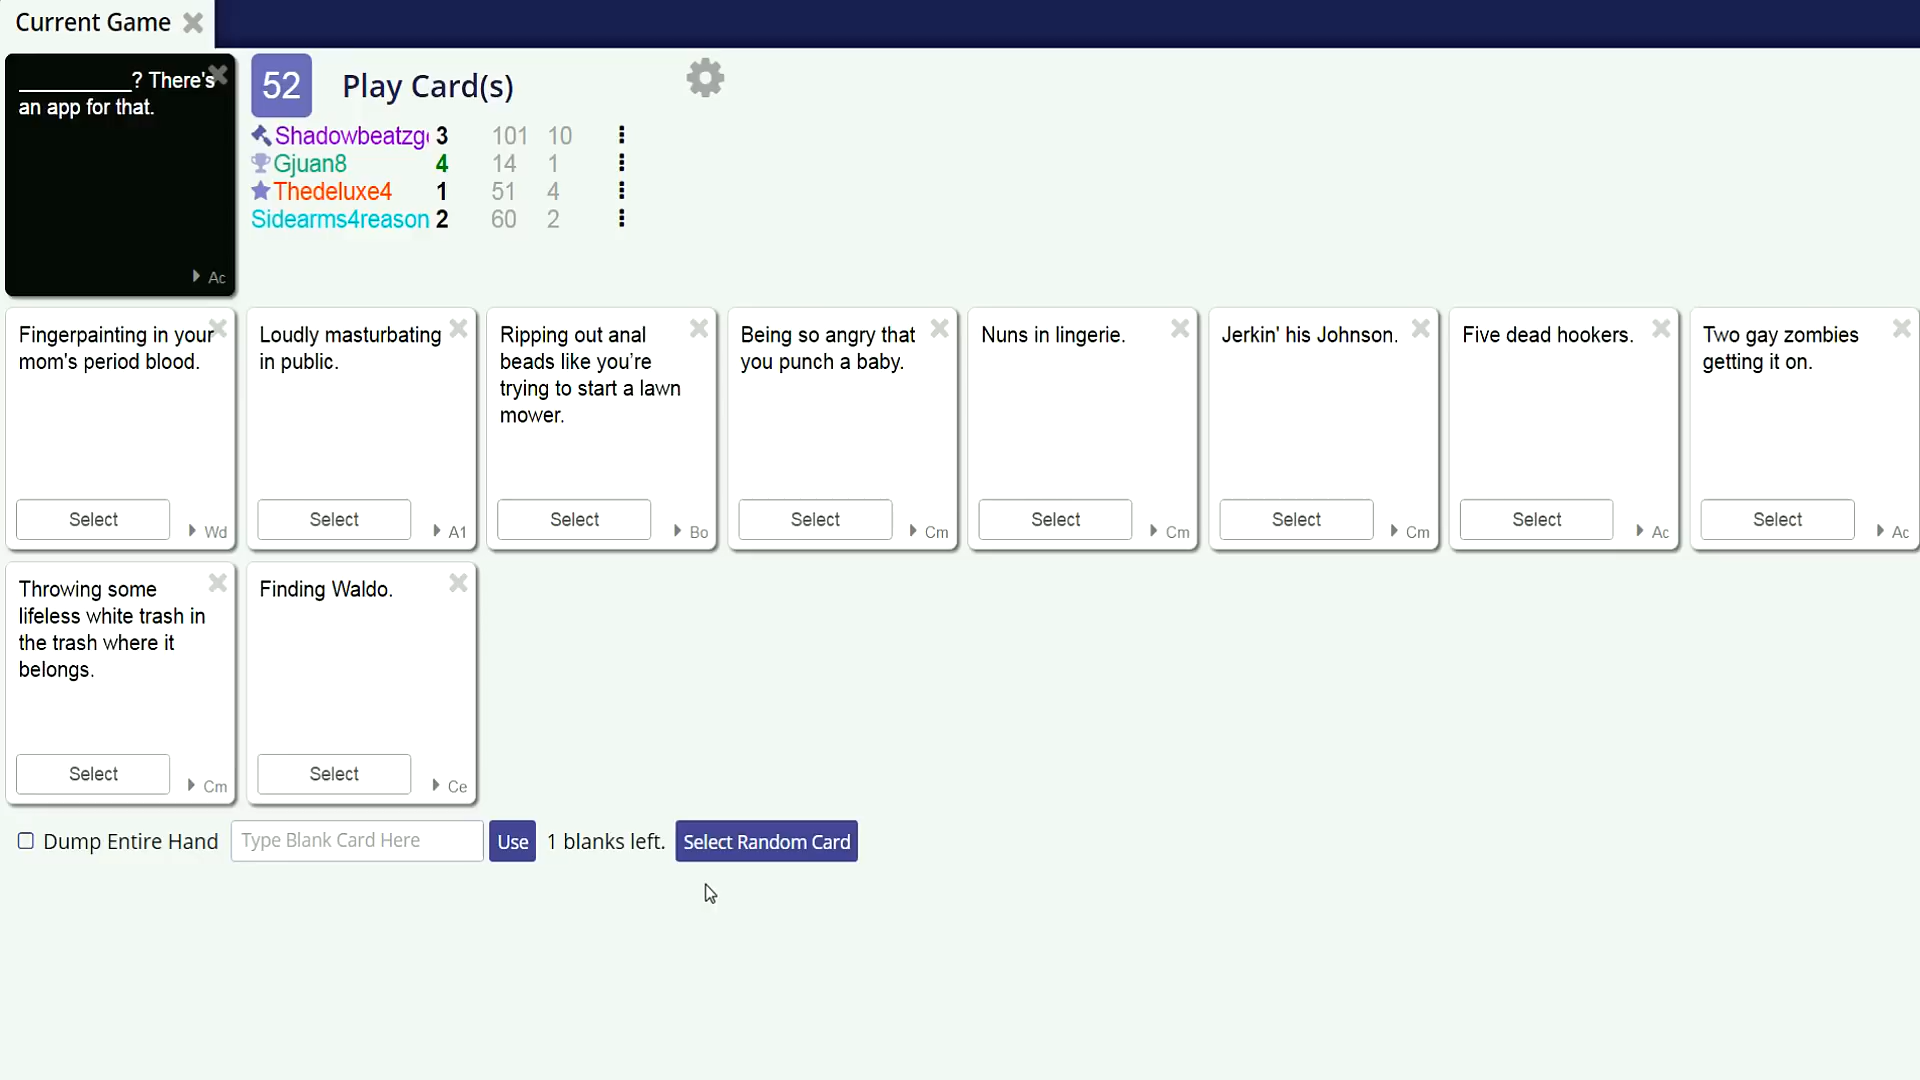 Current Game
___________? There's
an app for that.
Ac
52
Play Card(s)
Shadowbeatzg 3 101 10
Gjuan8 4 14 1
Thedeluxe4 1 51 4
Sidearms4reason 2 60 2
Fingerpainting in your
mom's period blood.
Select
Wd
Loudly masturbating
in public.
Select
A1
Ripping out anal
beads like you’re
trying to start a lawn
mower.
Select
Bo
Being so angry that
you punch a baby.
Select
Cm
Nuns in lingerie.
Select
Cm
Jerkin' his Johnson.
Select
Cm
Five dead hookers.
Select
Ac
Two gay zombies
getting it on.
Select
Ac
Throwing some
lifeless white trash in
the trash where it
belongs.
Select
Cm
Finding Waldo.
Select
Ce
Dump Entire Hand
Type Blank Card Here
Use
1 blanks left.
Select Random Card